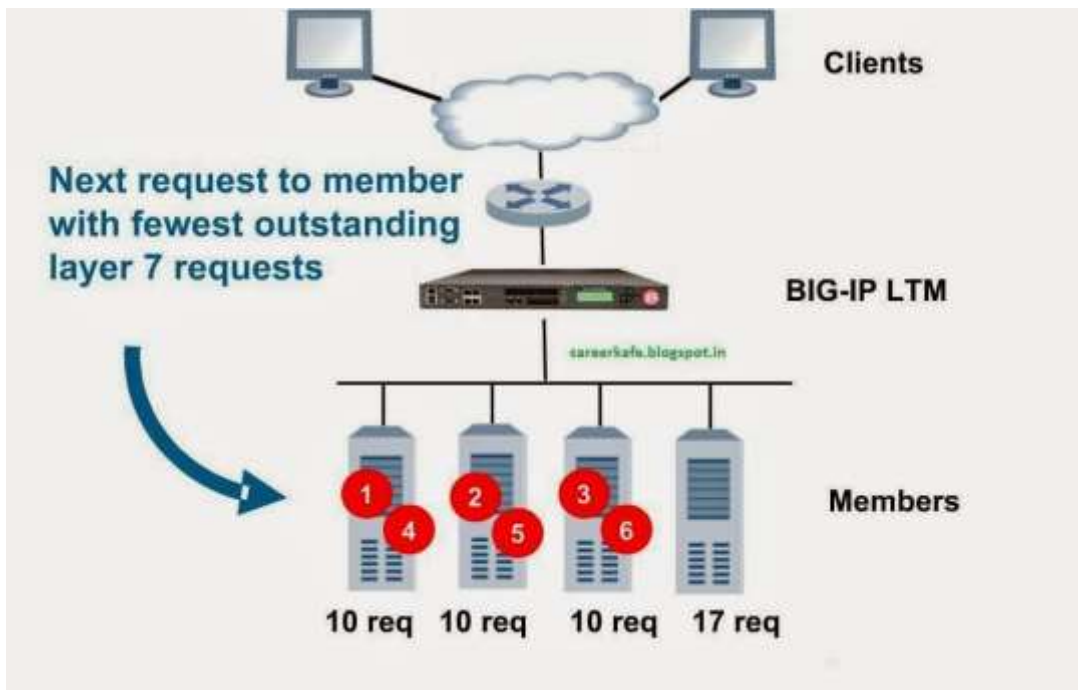 Clients
Next request to member
with fewest outstanding
layer 7 requests
BIG-IP LTM
careerkafe.blogspot.in
1
2
3
4
5
6
Members
10 req
10 req
10 req
17 req